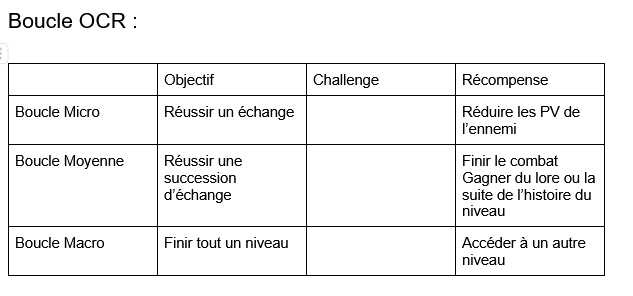 Boucle OCR :
Objectif Challenge Récompense
Boucle Micro Réussir un échange Réduire les PV de
l'ennemi
Boucle Moyenne Réussir une Finir le combat
succession Gagner du lore ou la
d'échange suite de l'histoire du
niveau
Boucle Macro Finir tout un niveau Accéder à un autre
niveau